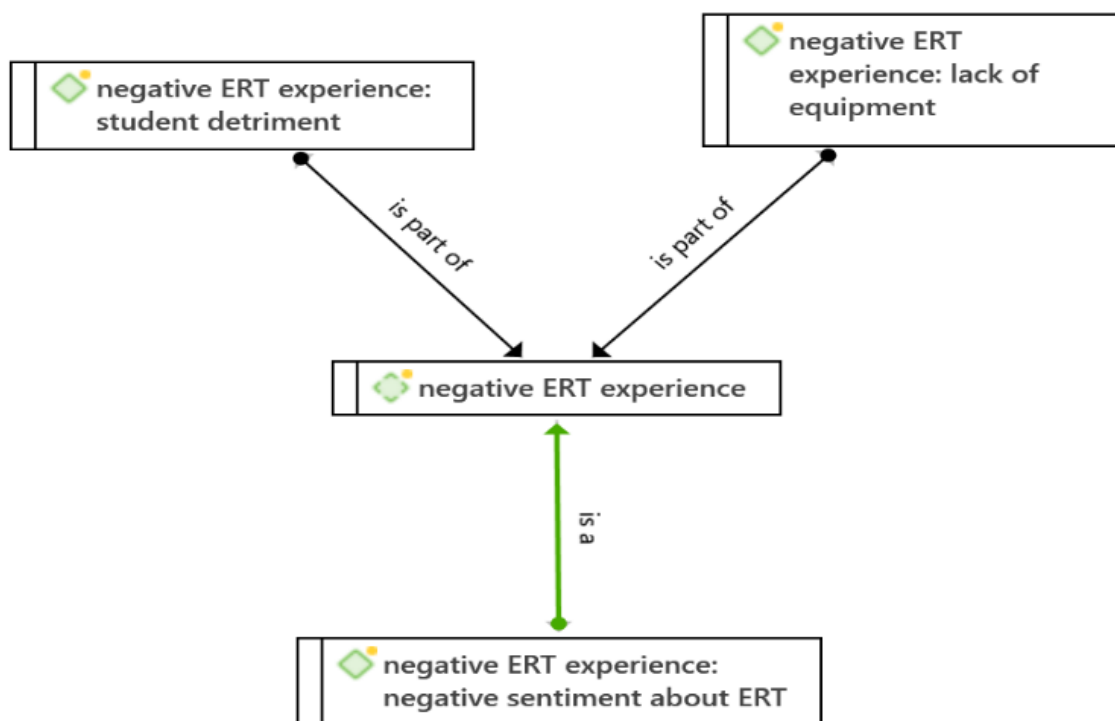 negative ERT experience:
student detriment
negative ERT
experience: lack of
equipment
is part of
is part of
negative ERT experience
is a
negative ERT experience:
negative sentiment about ERT